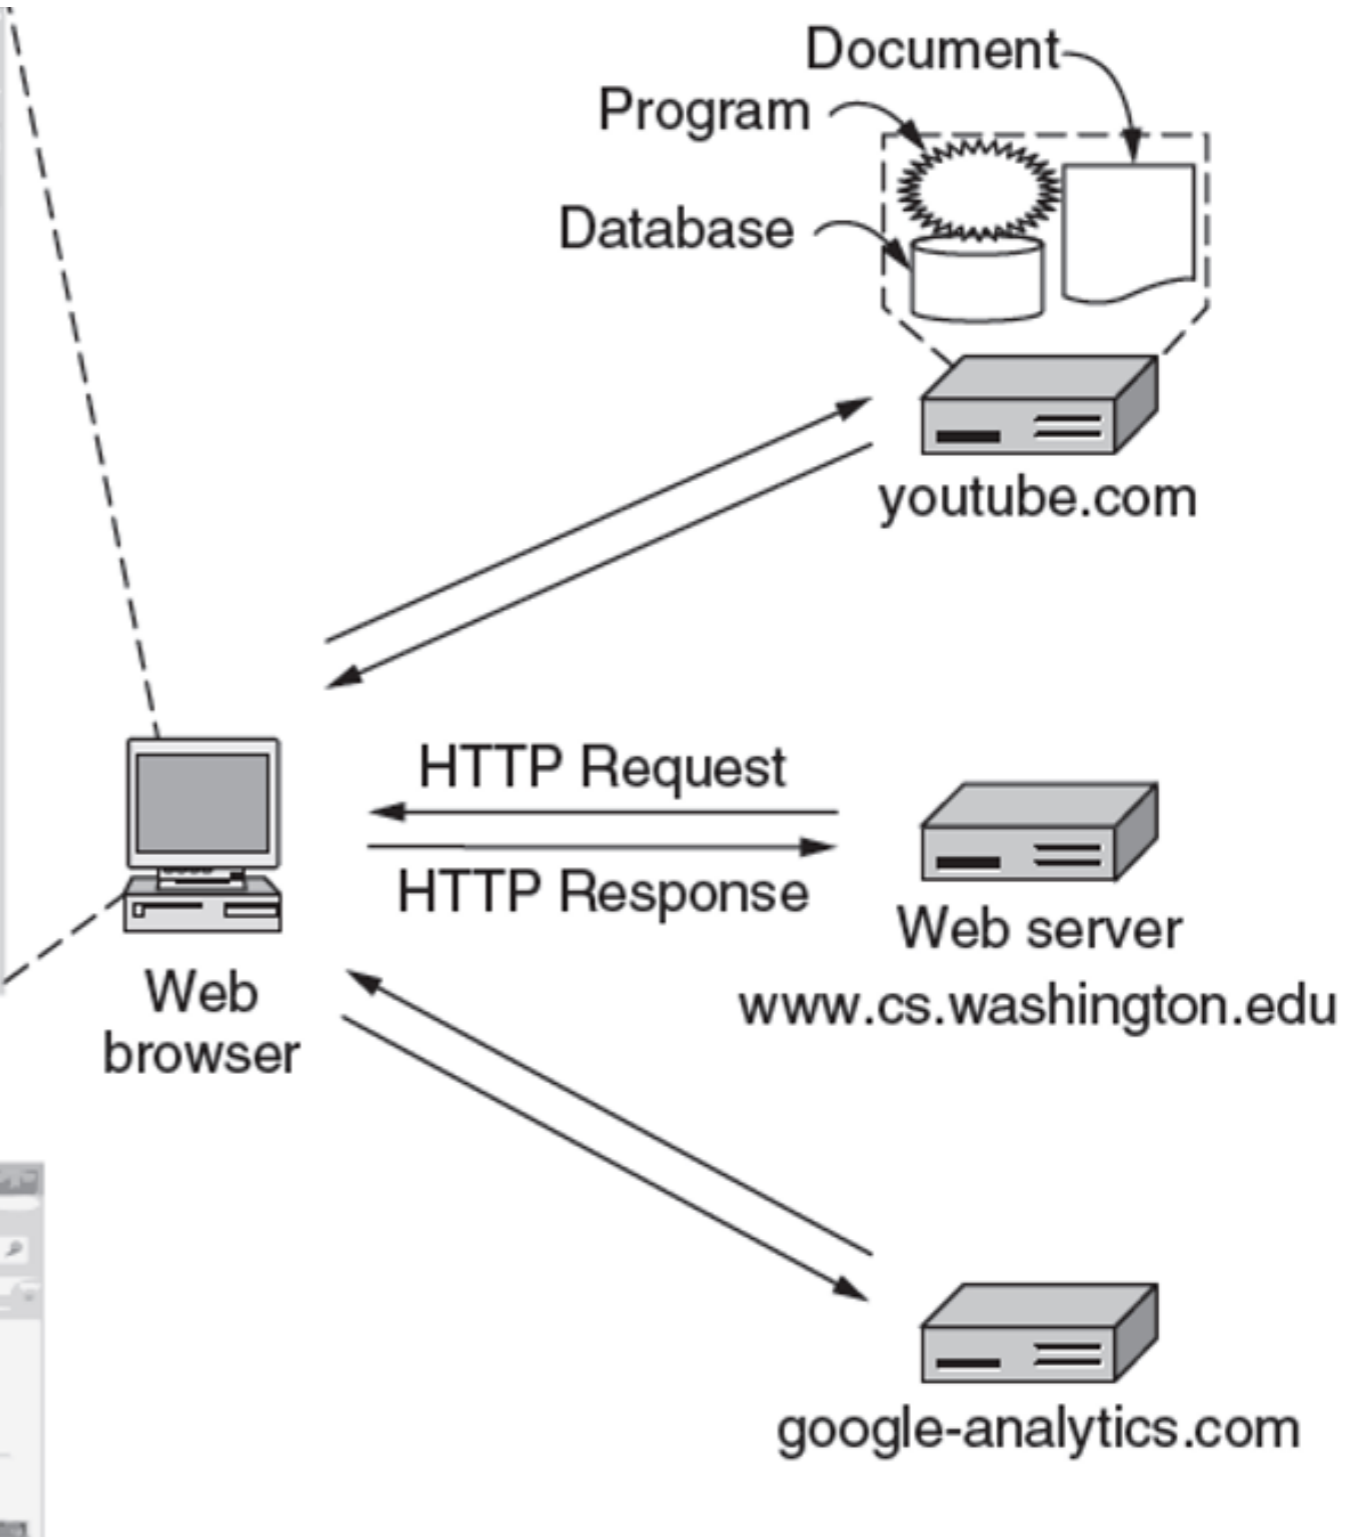 Document
Program
Database
youtube.com
HTTP Request
HTTP Response
Web server
www.cs.washington.edu
Web
browser
google-analytics.com